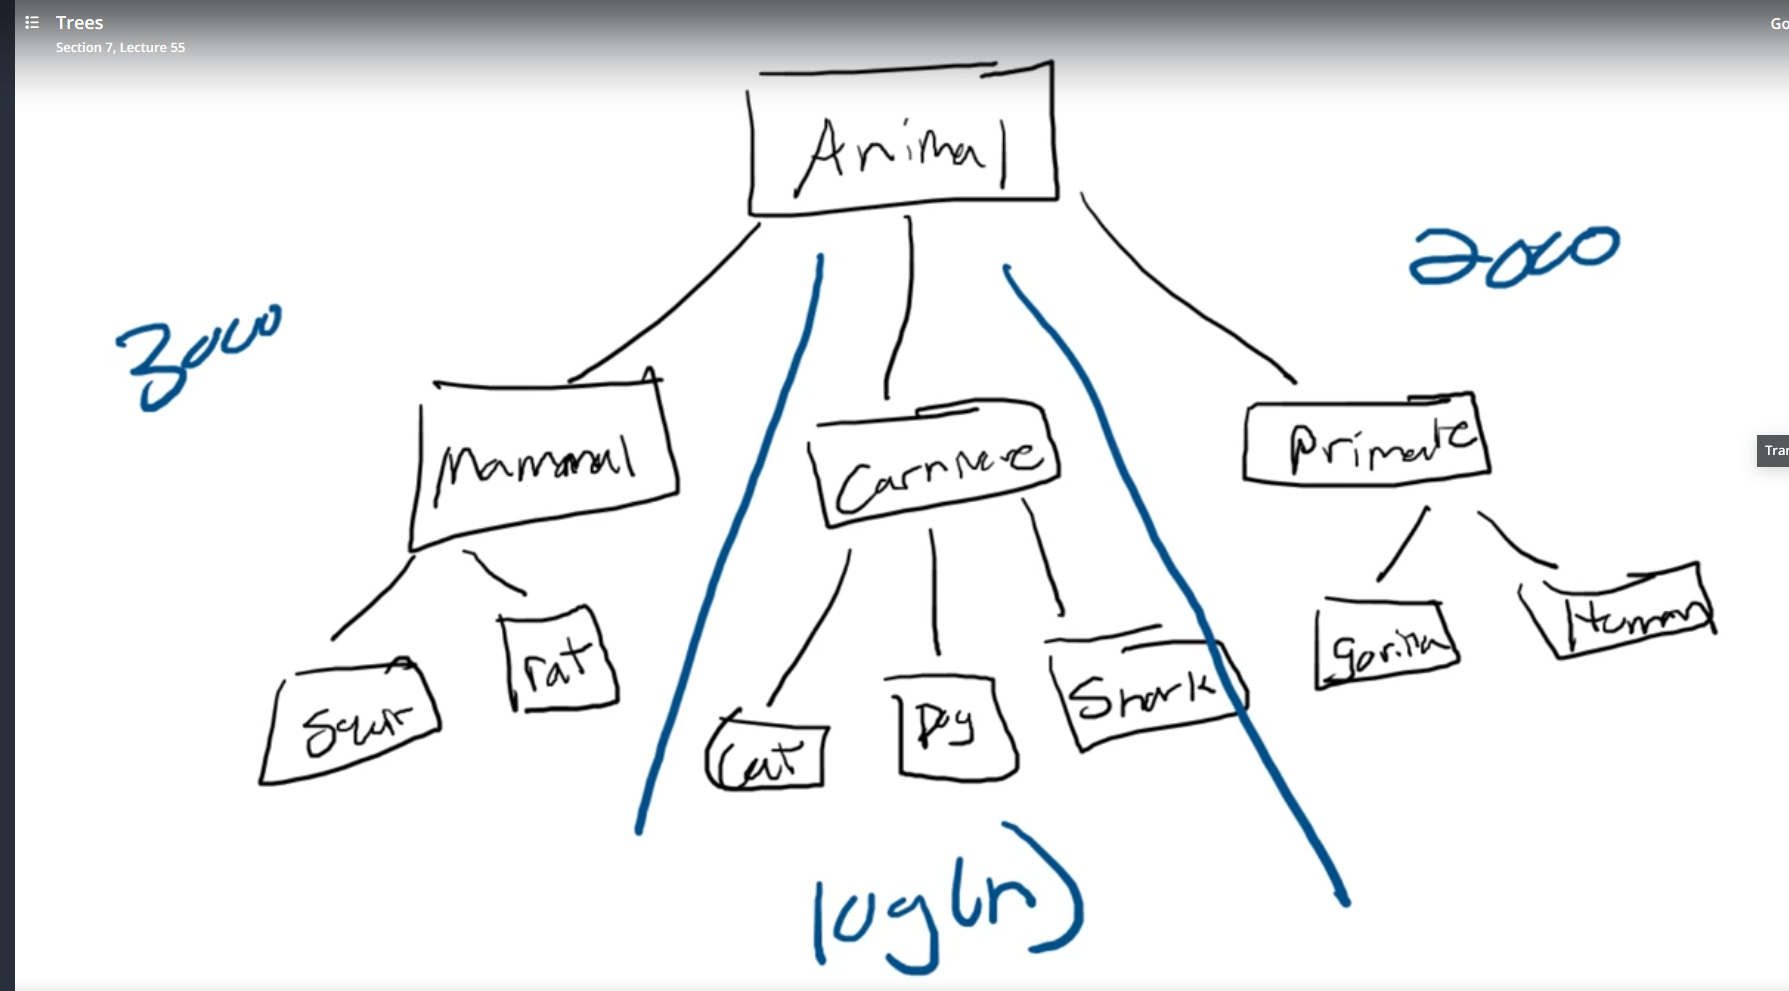 Trees
Section 7, Lecture 55
Go
Animal
2000
3000
Mammal
Carnivore
Primate
Squir
rat
Cat
Dog
Shark
Gorilla
Human
Tran
log(n)